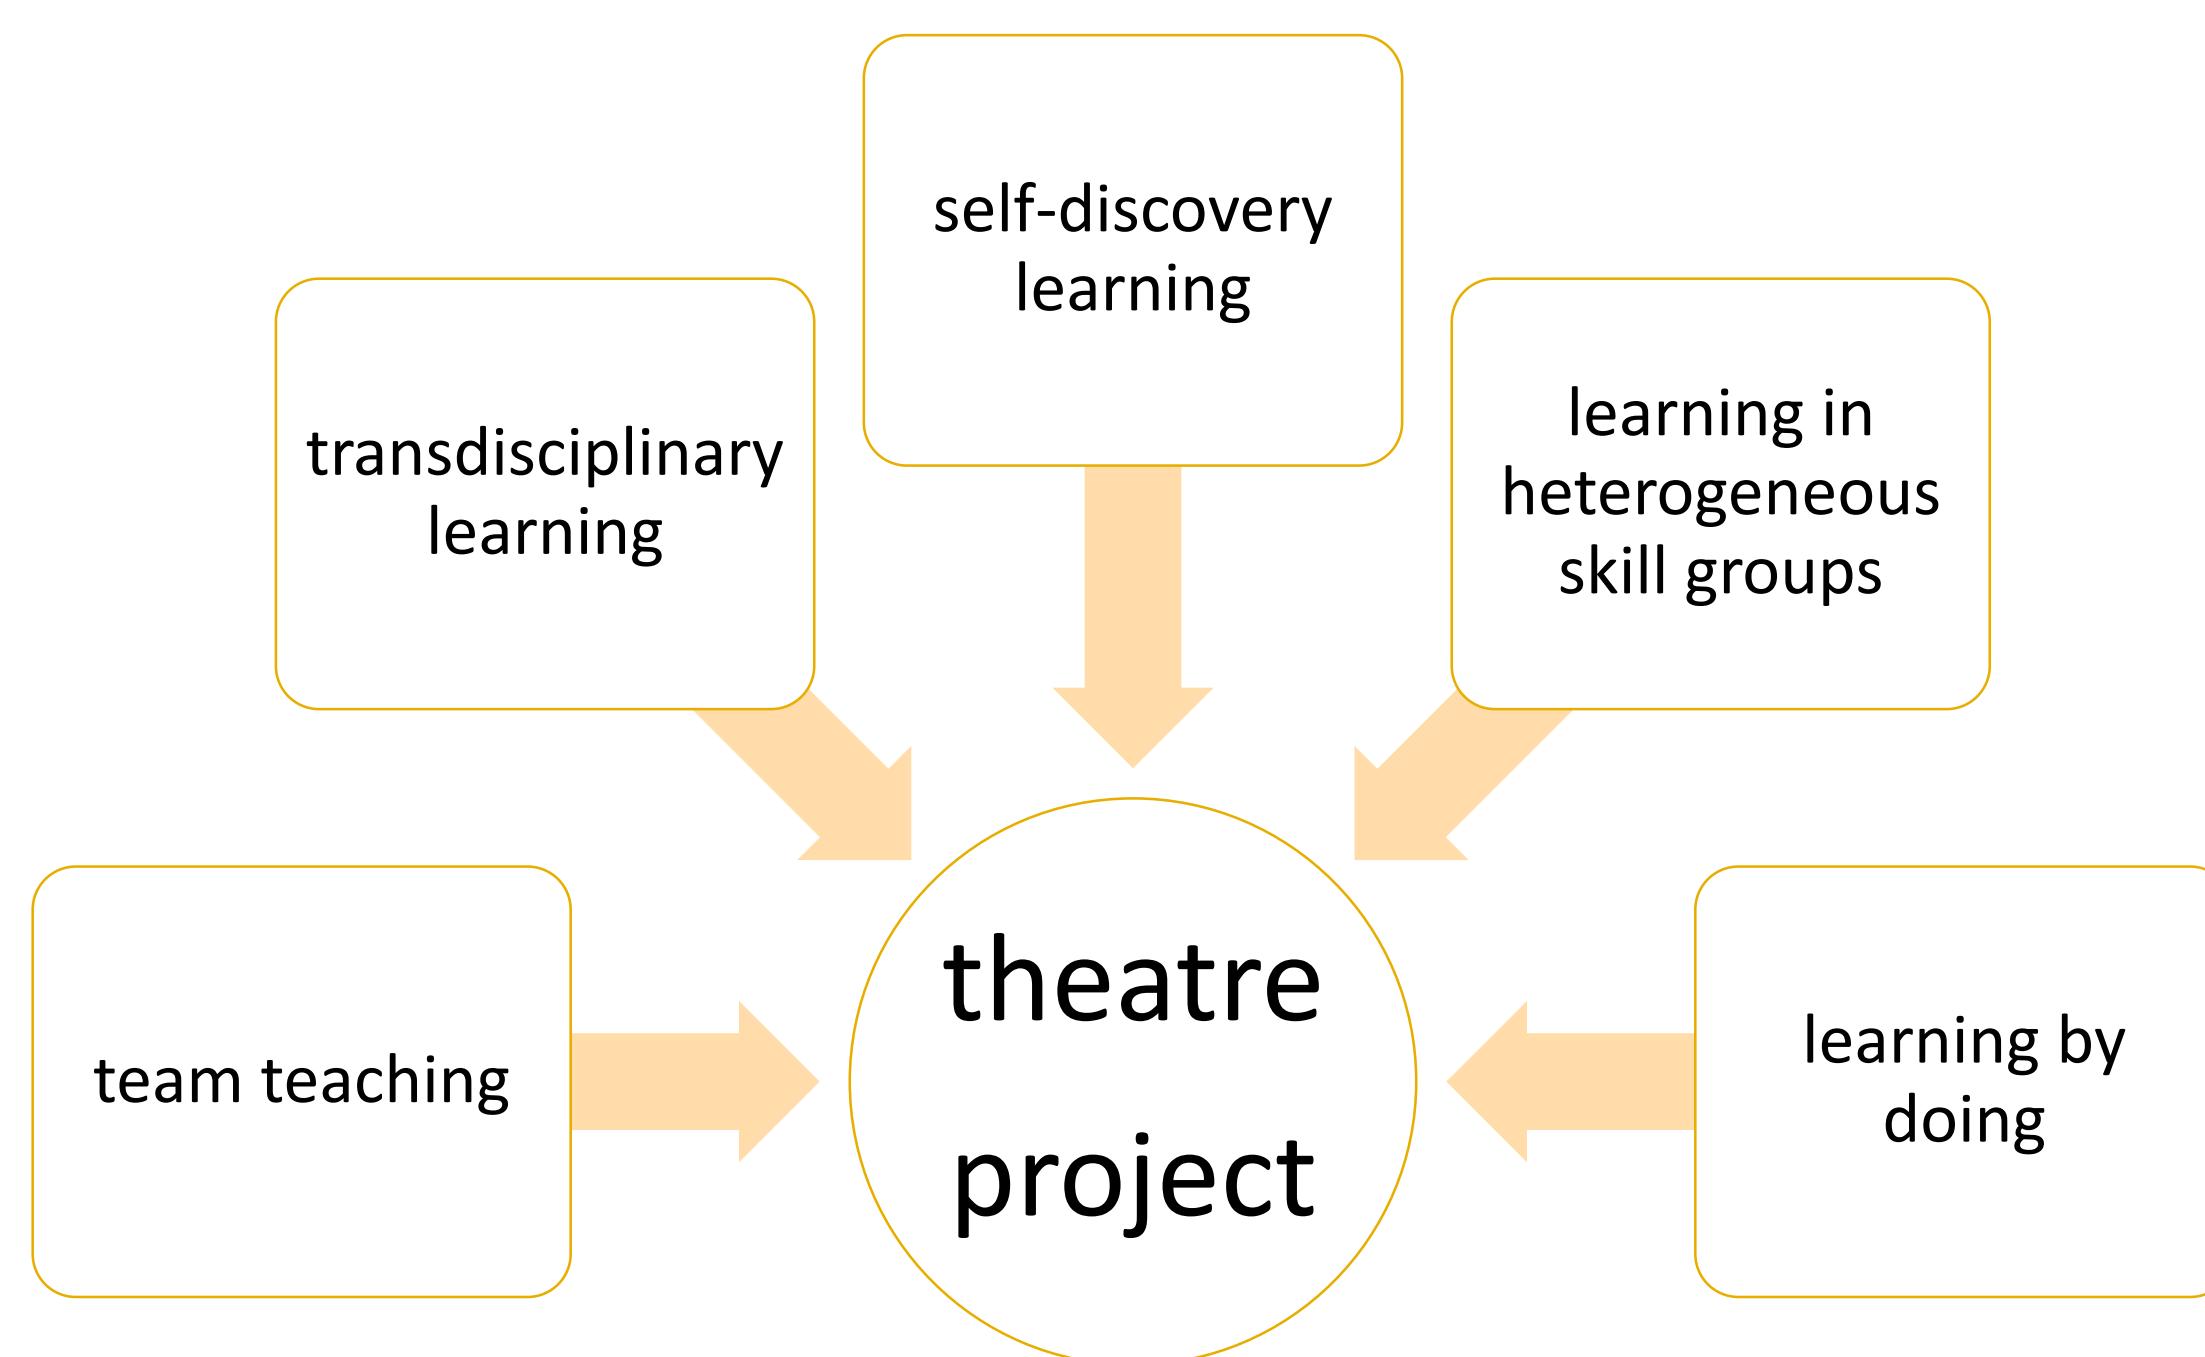 self-discovery
learning
transdisciplinary
learning
learning in
heterogeneous
skill groups
team teaching
theatre
project
learning by
doing